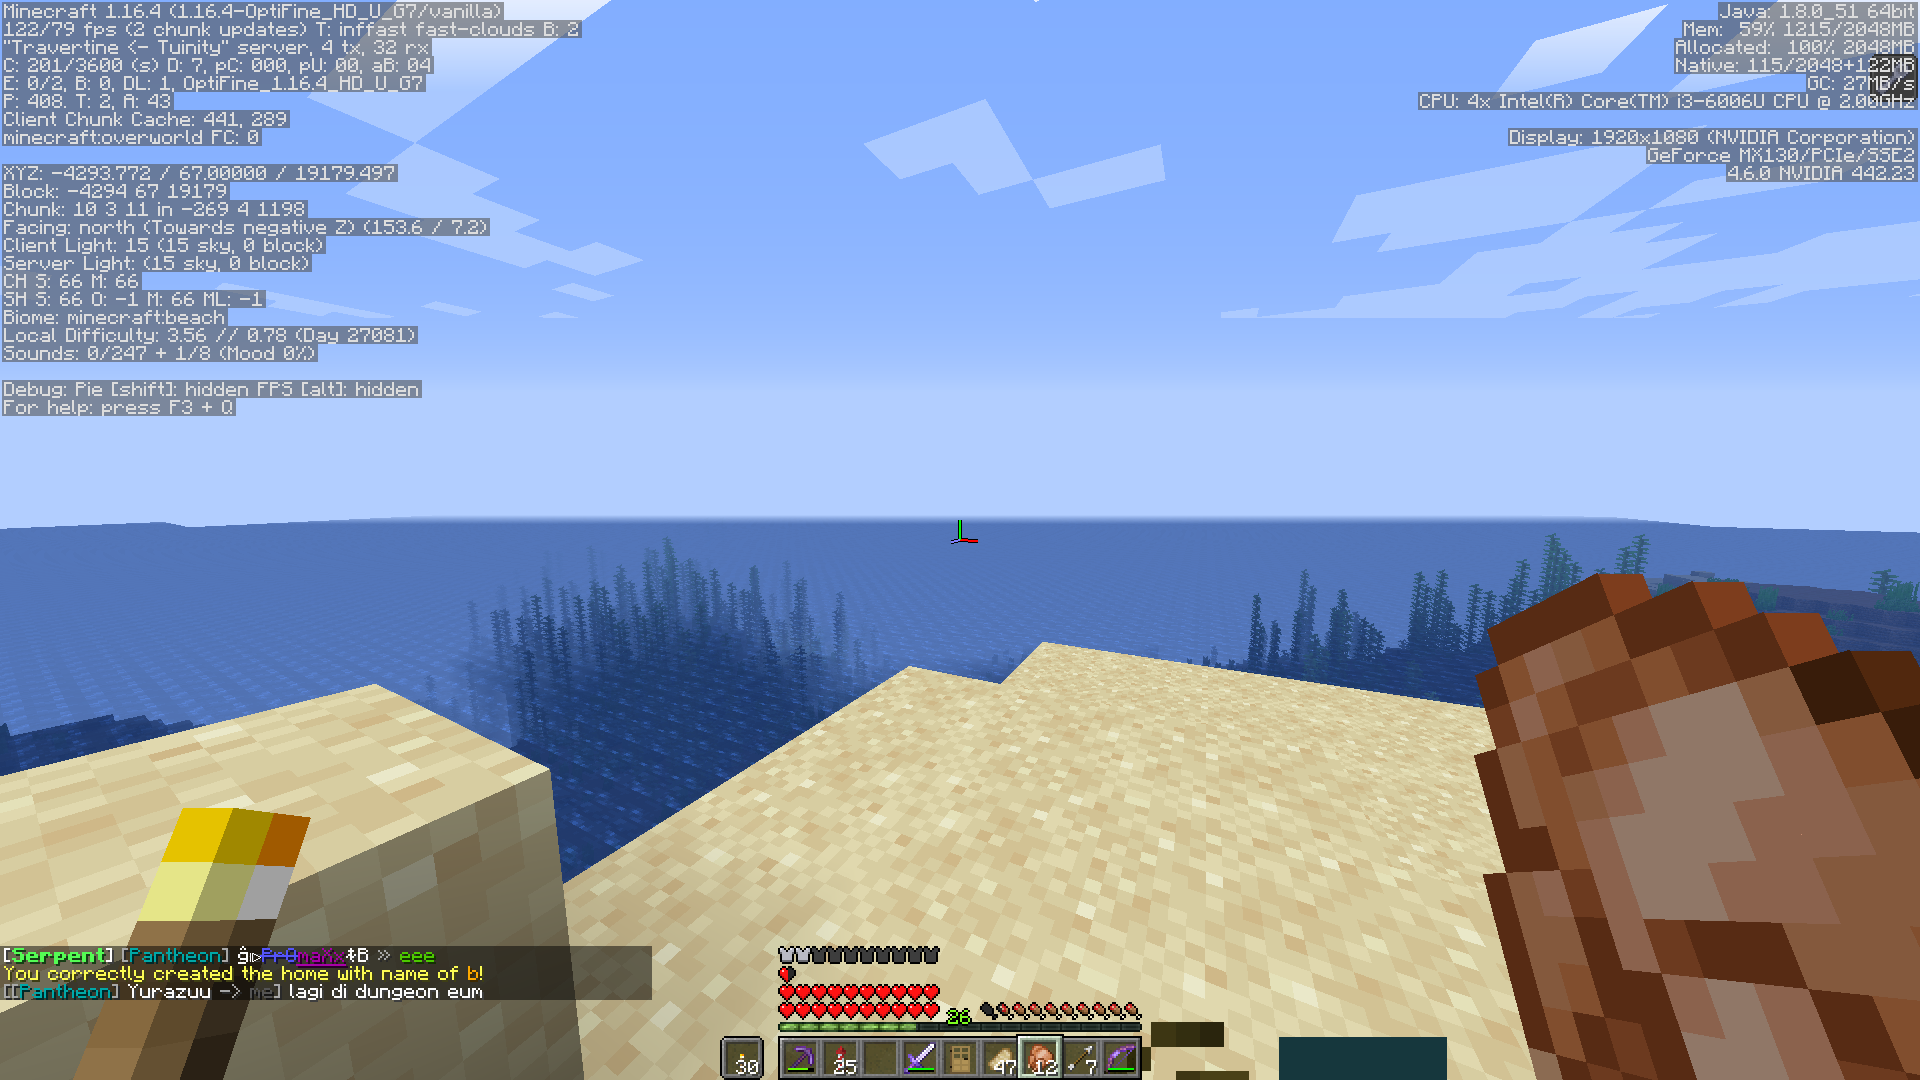 Minecraft 1.16.4 (1.16.4-OptiFine_HD_U_G7/vanilla)
122/79 fps (2 chunk updates) T: inffast fast-clouds B: 2
"Travertine <- Tuinity" server, 4 tx, 32 rx
C: 201/3600 (s) D: 7, pC: 000, pU: 00, aB: 04
E: 0/2, B: 0, DL: 1, OptiFine_1.16.4_HD_U_G7
P: 408. T: 2, A: 43
Client Chunk Cache: 441, 289
minecraft:overworld FC: 0
XYZ: -4293.772 / 67.00000 / 19179.497
Block: -4294 67 19179
Chunk: 10 3 11 in -269 4 1198
Facing: north (Towards negative Z) (153.6 / 7.2)
Client Light: 15 (15 sky, 0 block)
Server Light: (15 sky, 0 block)
CH S: 66 M: 66
SH S: 66 O: -1 M: 66 ML: -1
Biome: minecraft:beach
Local Difficulty: 3.56 // 0.78 (Day 27081)
Sounds: 0/247 + 1/8 (Mood 0%)
Debug: Pie [shift]: hidden FPS [alt]: hidden
For help: press F3 + Q
Java: 1.8.0_51 64bit
Mem: 59% 1215/2048MB
Allocated: 100% 2048MB
Native: 115/2048+122MB
GC: 27MB/s
CPU: 4x Intel(R) Core(TM) i3-6006U CPU @ 2.00GHz
Display: 1920x1080 (NVIDIA Corporation)
GeForce MX130/PCIe/SSE2
4.6.0 NVIDIA 442.23
[Serpent] [Pantheon] » eee
You correctly created the home with name of b!
[[Pantheon] Yurazuu -> me] lagi di dungeon eum
26
30
25
47
12
7